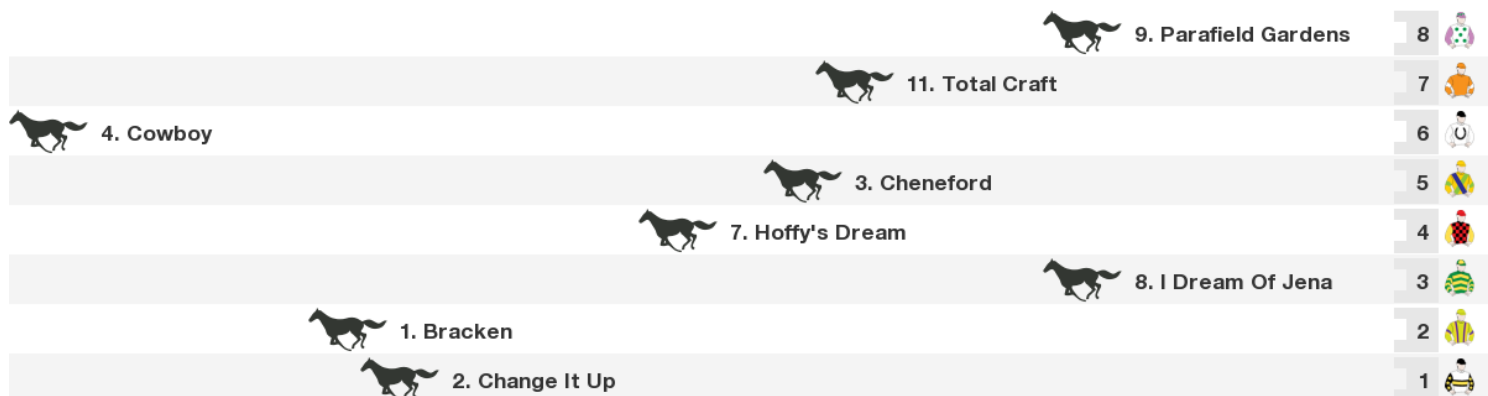 9. Parafield Gardens 8
11. Total Craft 7
4. Cowboy 6
3. Cheneford 5
7. Hoffy's Dream 4
8. I Dream Of Jena 3
1. Bracken 2
2. Change It Up 1